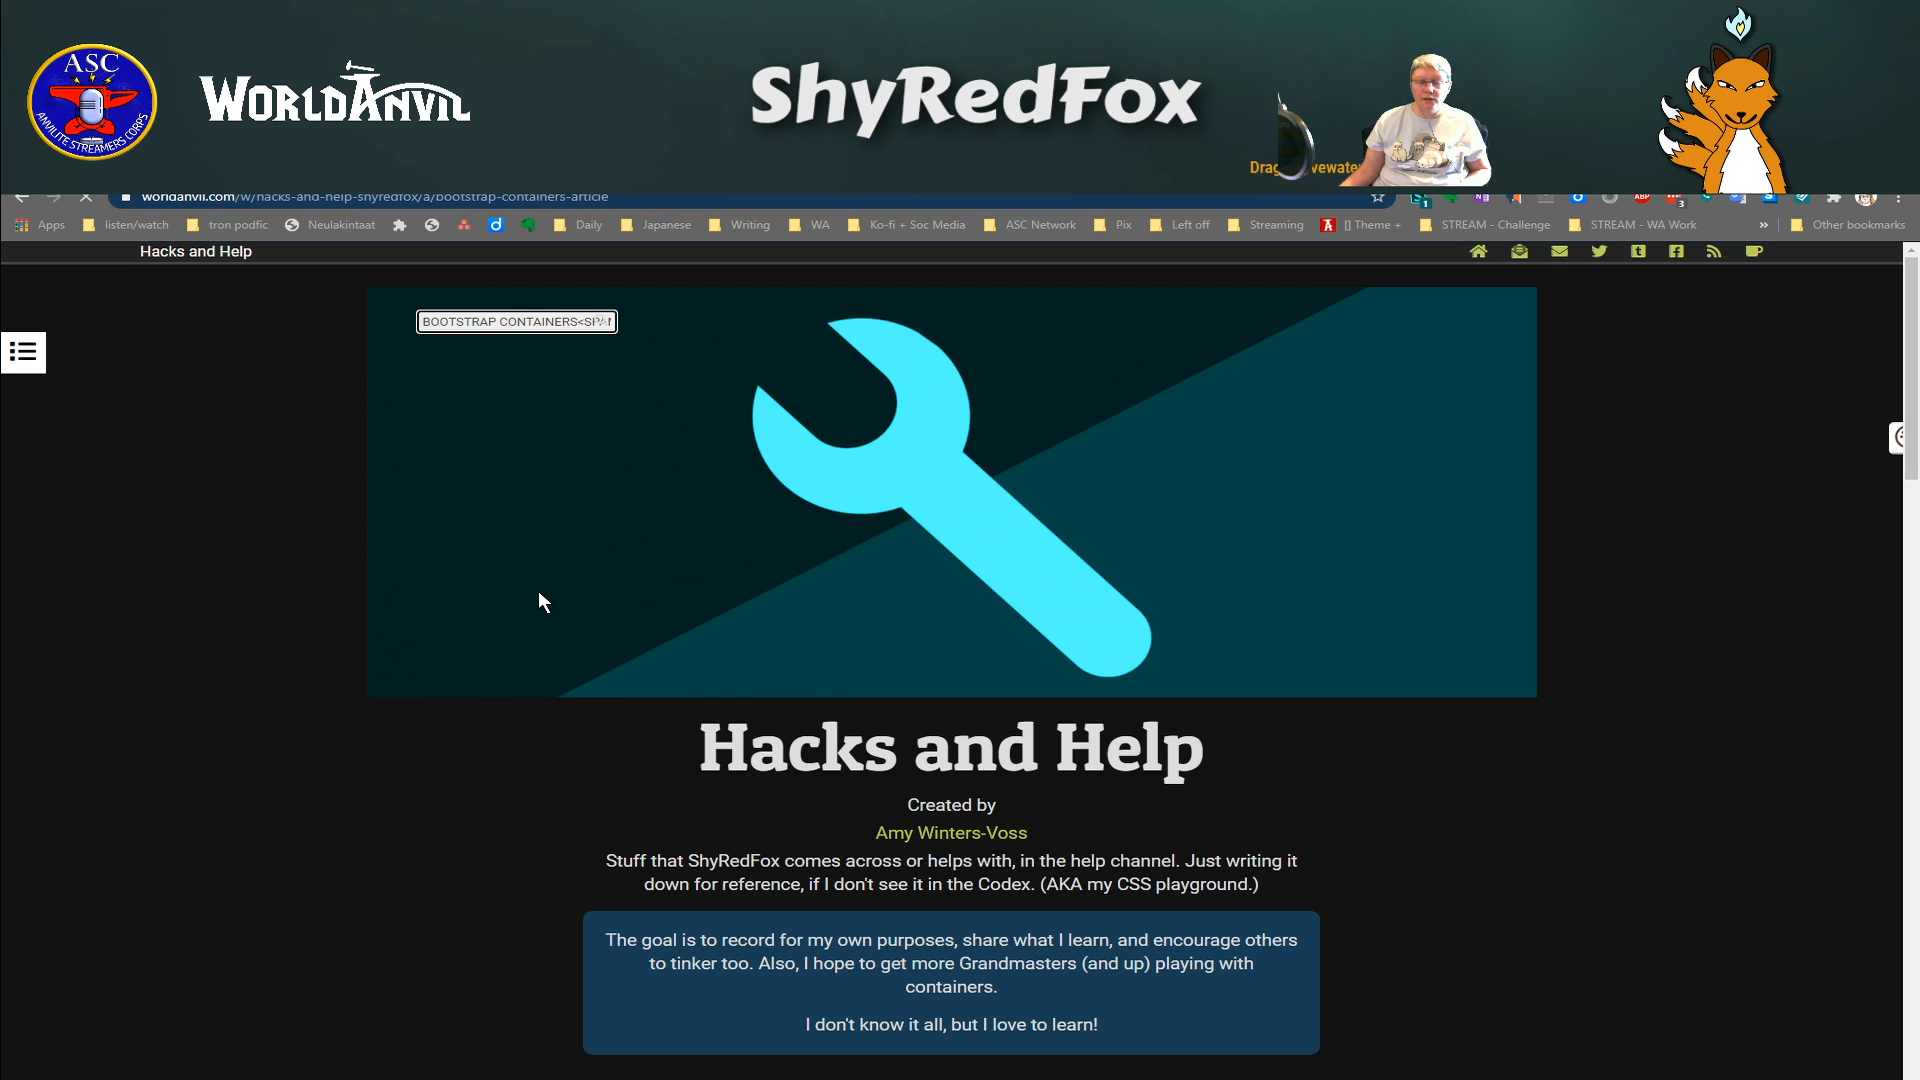 ASC
ANVILITE STREAMERS CORPS
WORLDANVIL
ShyRedFox
worldanvil.com/w/hacks-and-help-shyredfox/a/bootstrap-containers-article
Apps
listen/watch
tron podfic
Neulakintaat
Daily
Japanese
Writing
WA
Ko-fi + Soc Media
ASC Network
Pix
Left off
Streaming
[] Theme +
STREAM - Challenge
STREAM - WA Work
»
Other bookmarks
Hacks and Help
BOOTSTRAP CONTAINERS
Hacks and Help
Created by
Amy Winters-Voss
Stuff that ShyRedFox comes across or helps with, in the help channel. Just writing it
down for reference, if I don't see it in the Codex. (AKA my CSS playground.)
The goal is to record for my own purposes, share what I learn, and encourage others
to tinker too. Also, I hope to get more Grandmasters (and up) playing with
containers.
I don't know it all, but I love to learn!